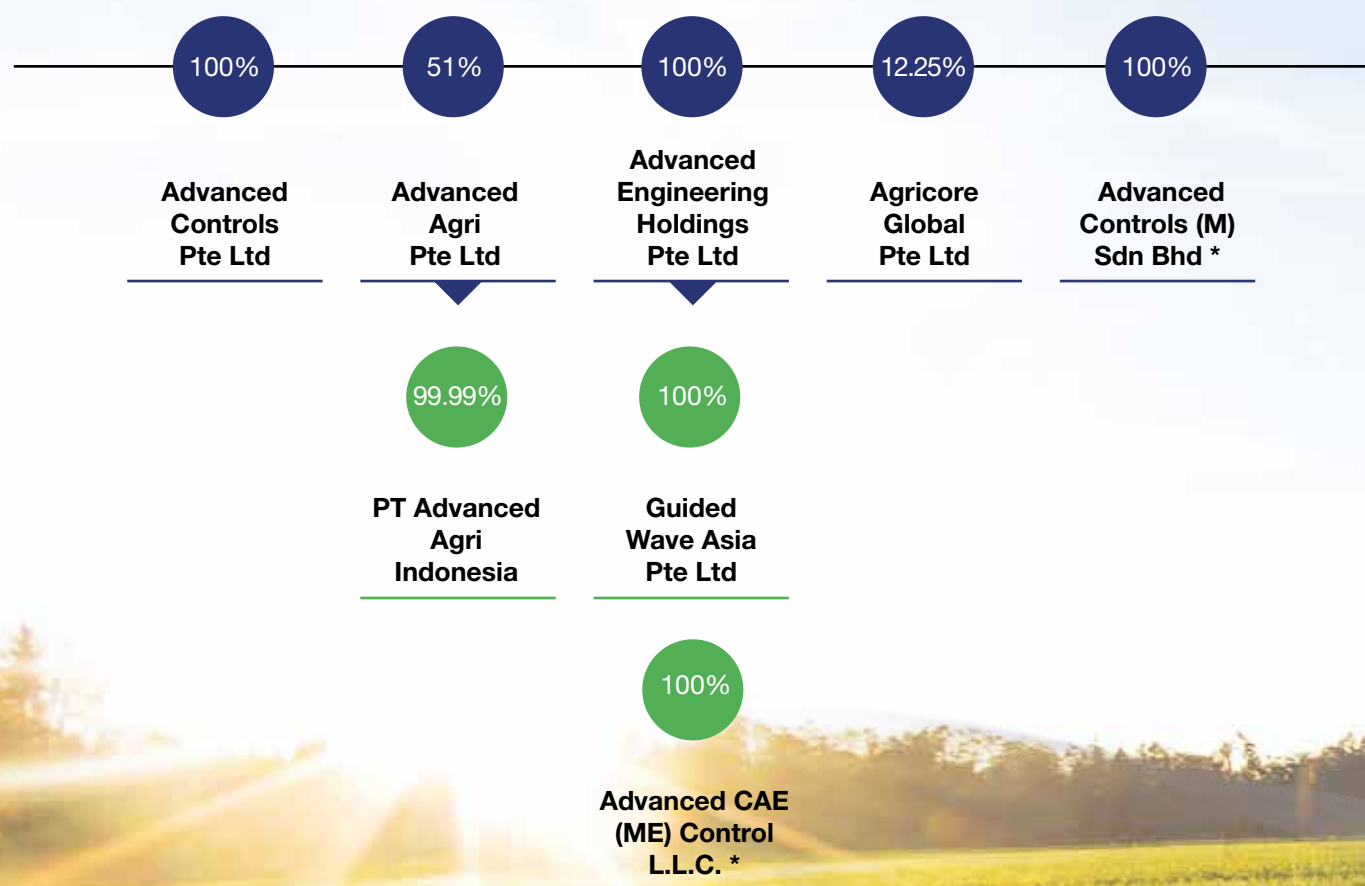 100%
51%
100%
12.25%
100%
Advanced
Controls
Pte Ltd
Advanced
Agri
Pte Ltd
Advanced
Engineering
Holdings
Pte Ltd
Agricore
Global
Pte Ltd
Advanced
Controls (M)
Sdn Bhd *
99.99%
100%
PT Advanced
Agri
Indonesia
Guided
Wave Asia
Pte Ltd
100%
Advanced CAE
(ME) Control
L.L.C. *